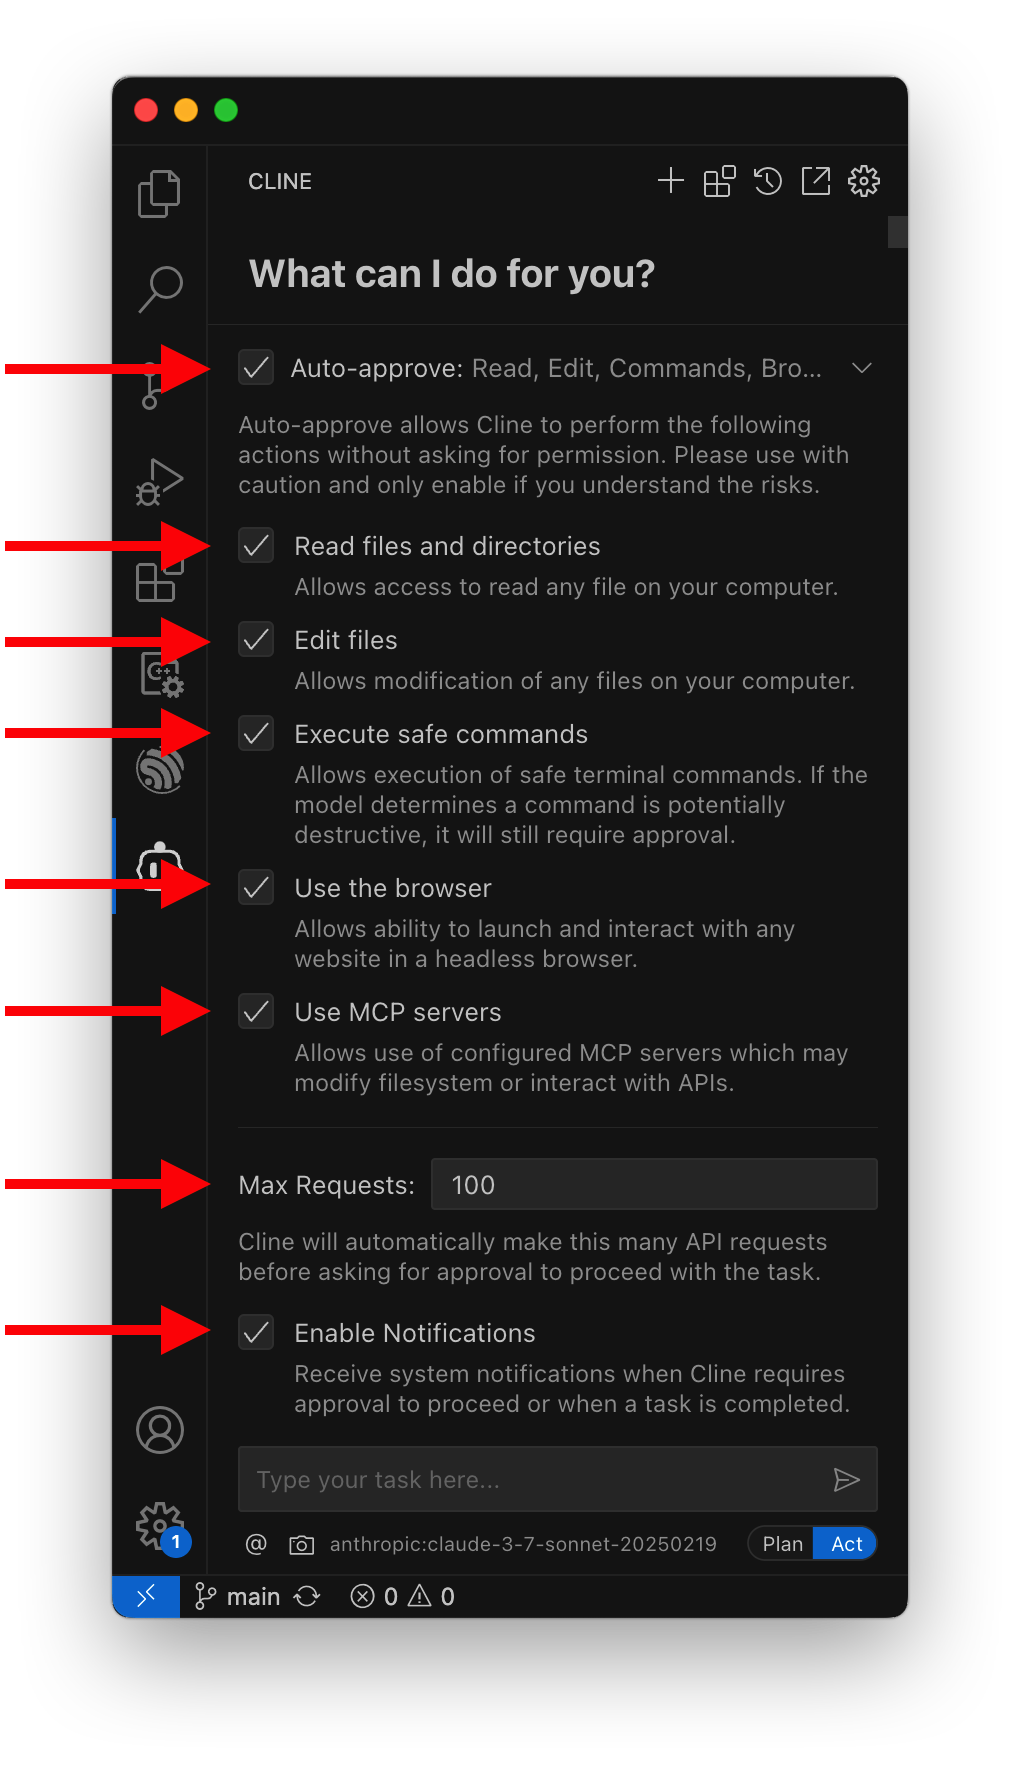 CLINE
What can I do for you?
Auto-approve: Read, Edit, Commands, Bro...
Auto-approve allows Cline to perform the following
actions without asking for permission. Please use with
caution and only enable if you understand the risks.
Read files and directories
Allows access to read any file on your computer.
Edit files
Allows modification of any files on your computer.
Execute safe commands
Allows execution of safe terminal commands. If the
model determines a command is potentially
destructive, it will still require approval.
Use the browser
Allows ability to launch and interact with any
website in a headless browser.
Use MCP servers
Allows use of configured MCP servers which may
modify filesystem or interact with APIs.
Max Requests: 100
Cline will automatically make this many API requests
before asking for approval to proceed with the task.
Enable Notifications
Receive system notifications when Cline requires
approval to proceed or when a task is completed.
Type your task here...
@ anthropic:claude-3-7-sonnet-20250219 Plan Act
1
main 0 0